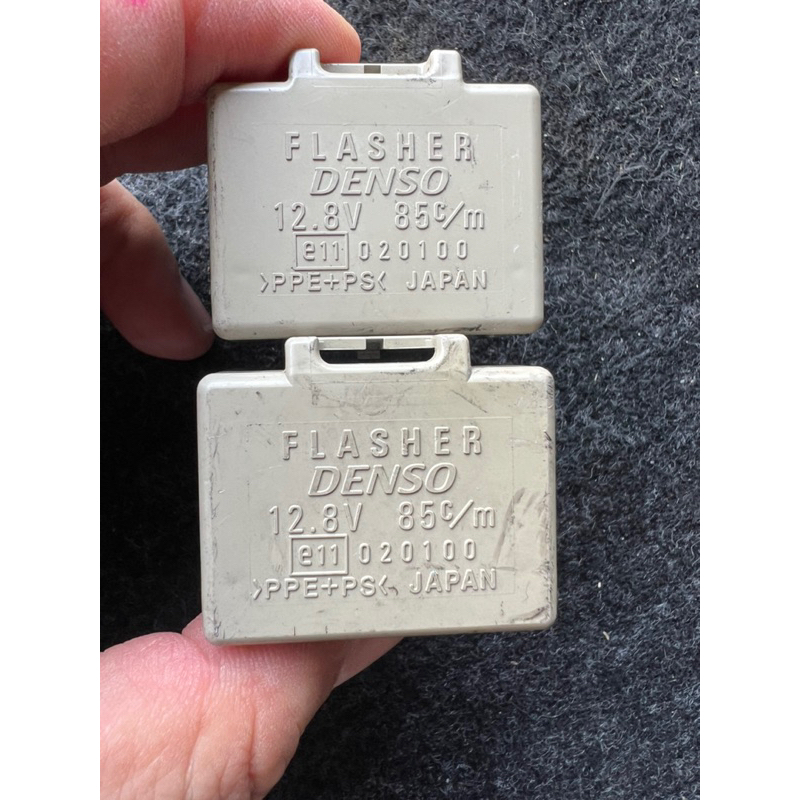 FLASHER
DENSO
12.8V 85c/m
e11 020100
>PPE+PS< JAPAN
FLASHER
DENSO
12.8V 85c/m
e11 020100
>PPE+PS< JAPAN